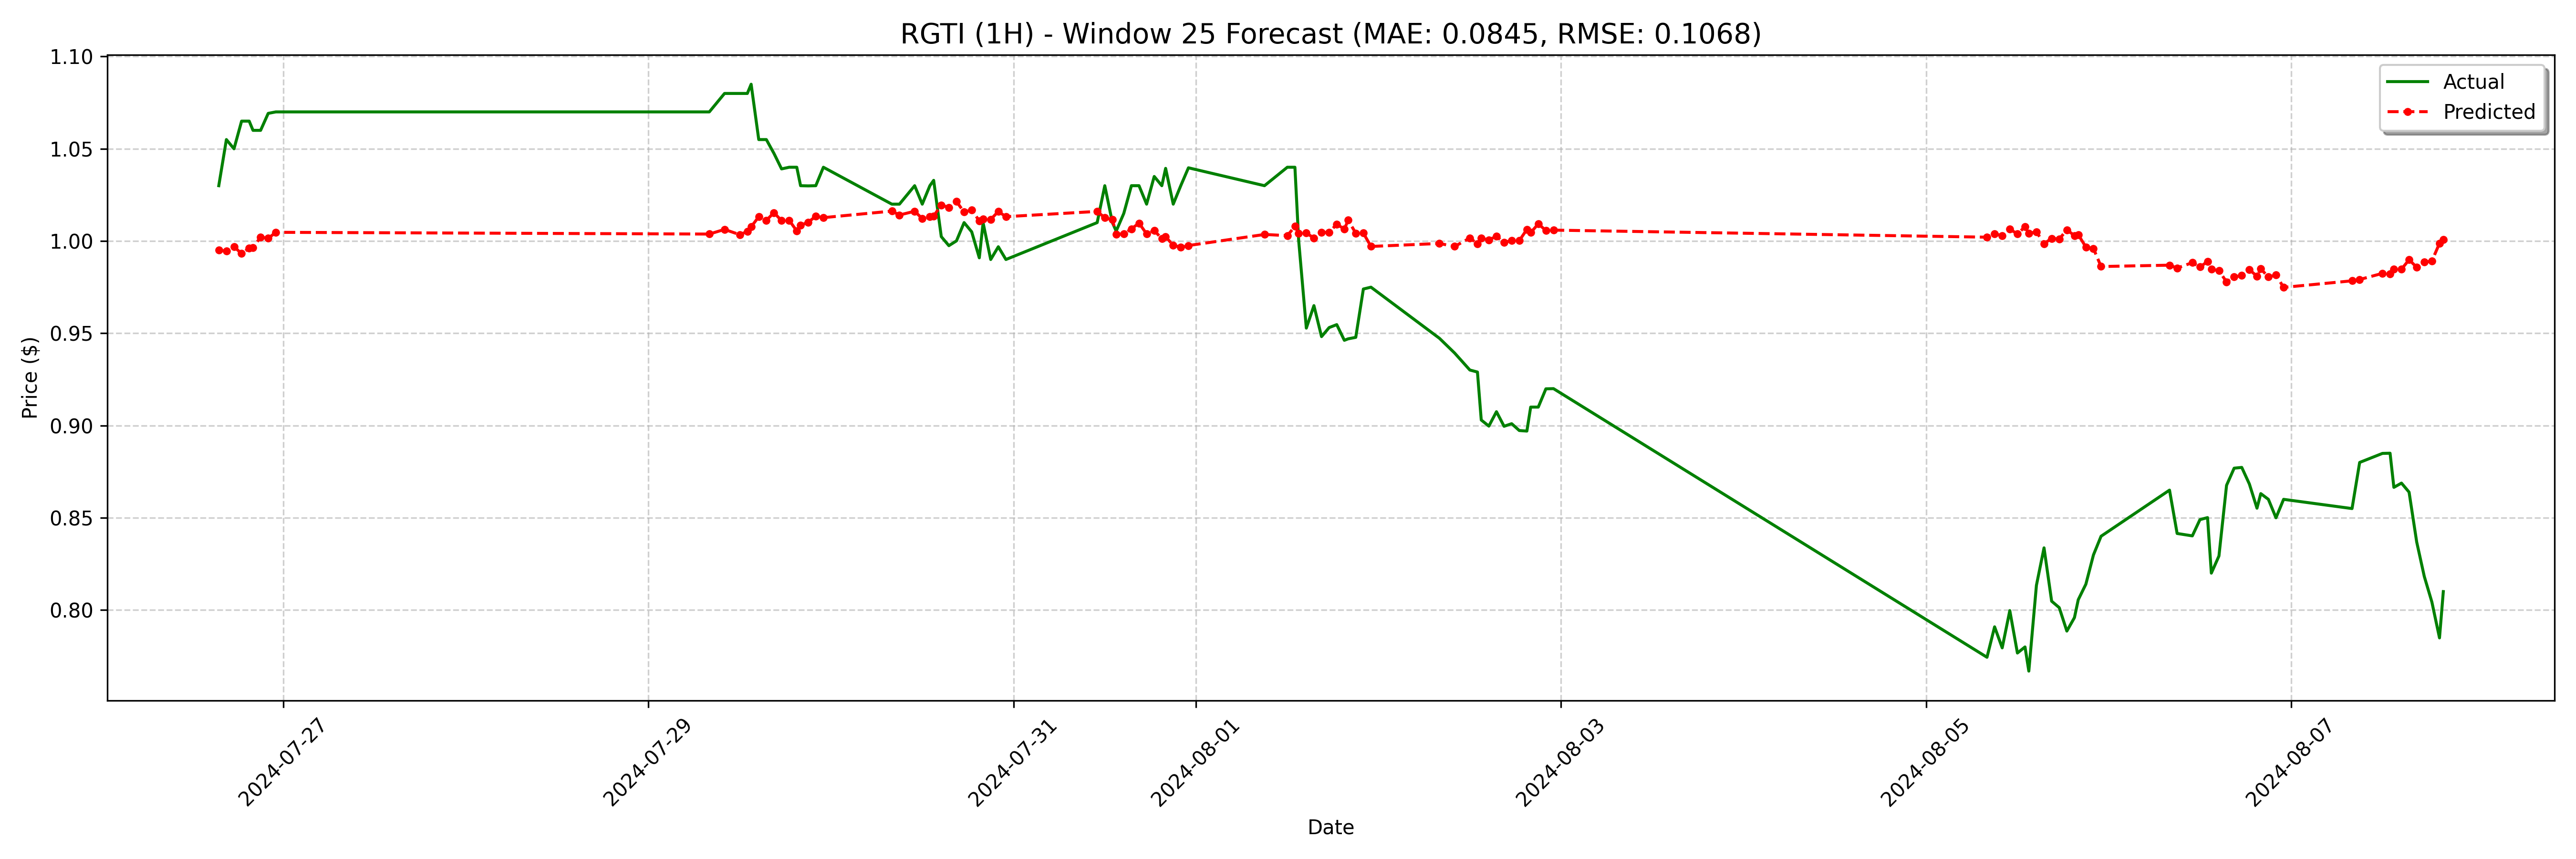 RGTI (1H) - Window 25 Forecast (MAE: 0.0845, RMSE: 0.1068)
Actual
Predicted
Price ($)
1.10
1.05
1.00
0.95
0.90
0.85
0.80
2024-07-27
2024-07-29
2024-07-31
2024-08-01
2024-08-03
2024-08-05
2024-08-07
Date